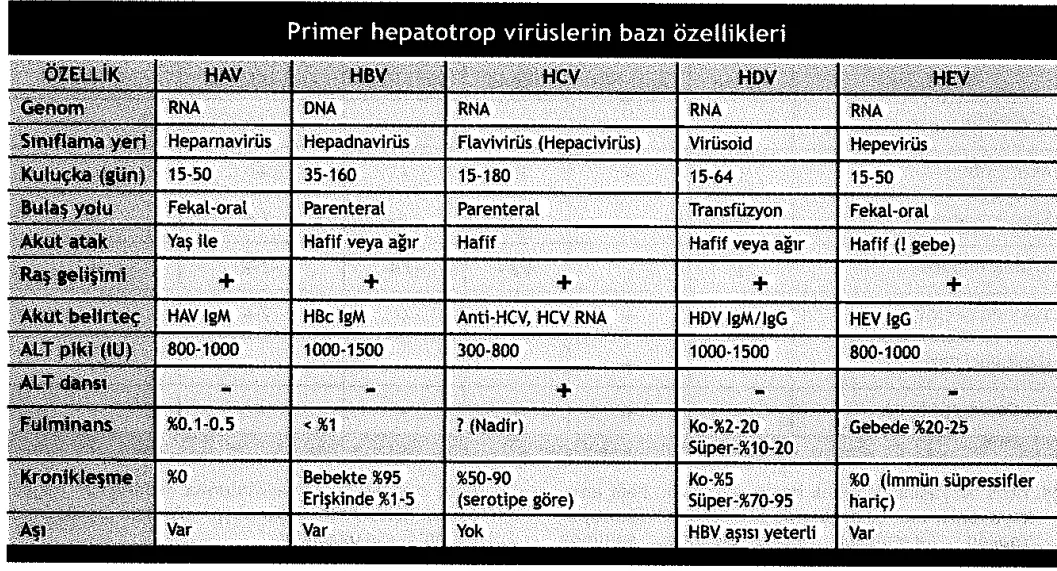 Primer hepatotrop virüslerin bazı özellikleri
ÖZELLİK HAV HBV HCV HDV HEV
Genom RNA DNA RNA RNA RNA
Sınıflama yeri Heparnavirüs Hepadnavirüs Flavivirüs (Hepacivirüs) Virüsoid Hepevirüs
Kuluçka (gün) 15-50 35-160 15-180 15-64 15-50
Bulaş yolu Fekal-oral Parenteral Parenteral Transfüzyon Fekal-oral
Akut atak Yaş ile Hafif veya ağır Hafif Hafif veya ağır Hafif (! gebe)
Raş gelişimi + + + + +
Akut belirteç HAV IgM HBc IgM Anti-HCV, HCV RNA HDV IgM/IgG HEV IgG
ALT piki (IU) 800-1000 1000-1500 300-800 1000-1500 800-1000
ALT dansı - - + - -
Fulminans %0.1-0.5 < %1 ? (Nadir) Ko-%2-20 Gebede %20-25
Süper-%10-20
Kronikleşme %0 Bebekte %95 %50-90 Ko-%5 %0 (İmmün süpressifler
Erişkinde %1-5 (serotipe göre) Süper-%70-95 hariç)
Aşı Var Var Yok HBV aşısı yeterli Var